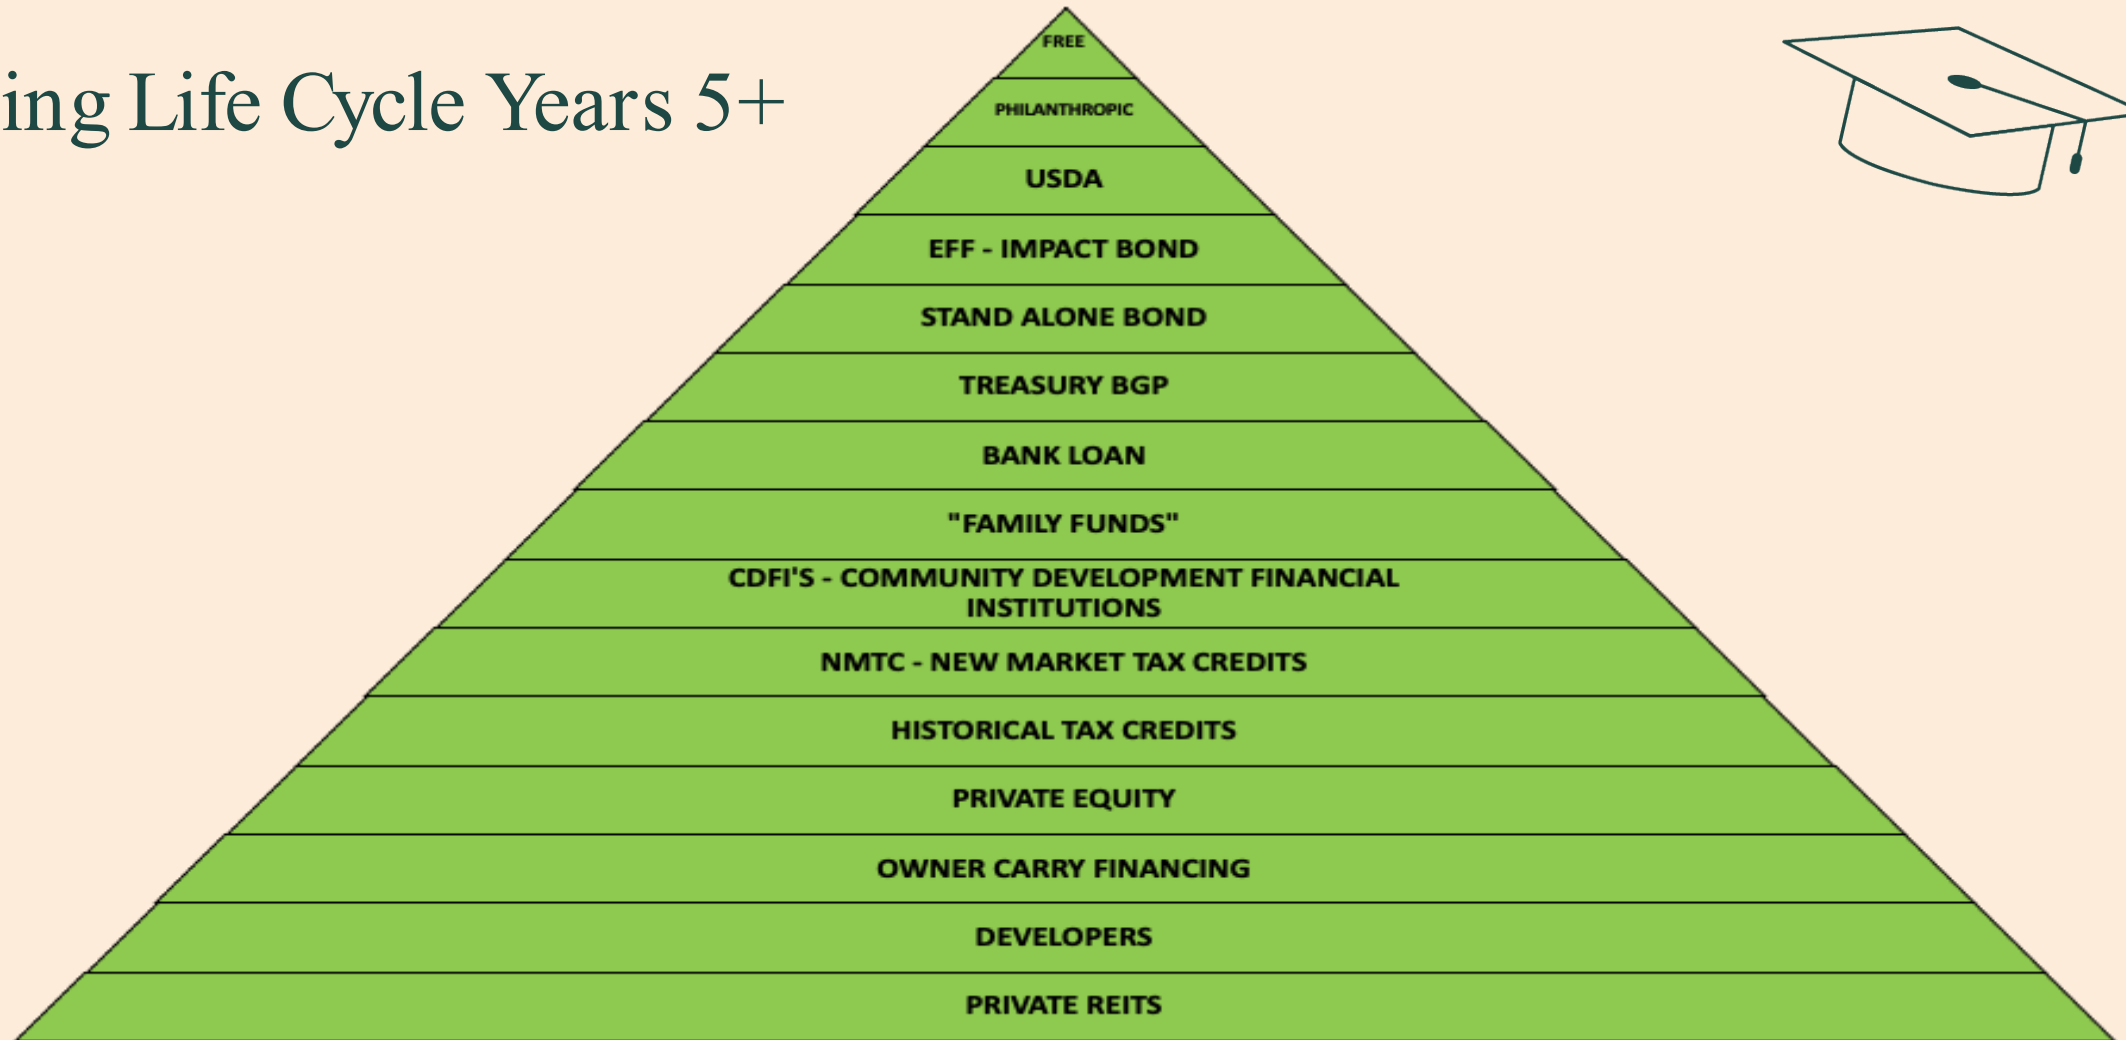 ing Life Cycle Years 5+
FREE
PHILANTHROPIC
USDA
EFF - IMPACT BOND
STAND ALONE BOND
TREASURY BGP
BANK LOAN
"FAMILY FUNDS"
CDFI'S - COMMUNITY DEVELOPMENT FINANCIAL
INSTITUTIONS
NMTC - NEW MARKET TAX CREDITS
HISTORICAL TAX CREDITS
PRIVATE EQUITY
OWNER CARRY FINANCING
DEVELOPERS
PRIVATE REITS